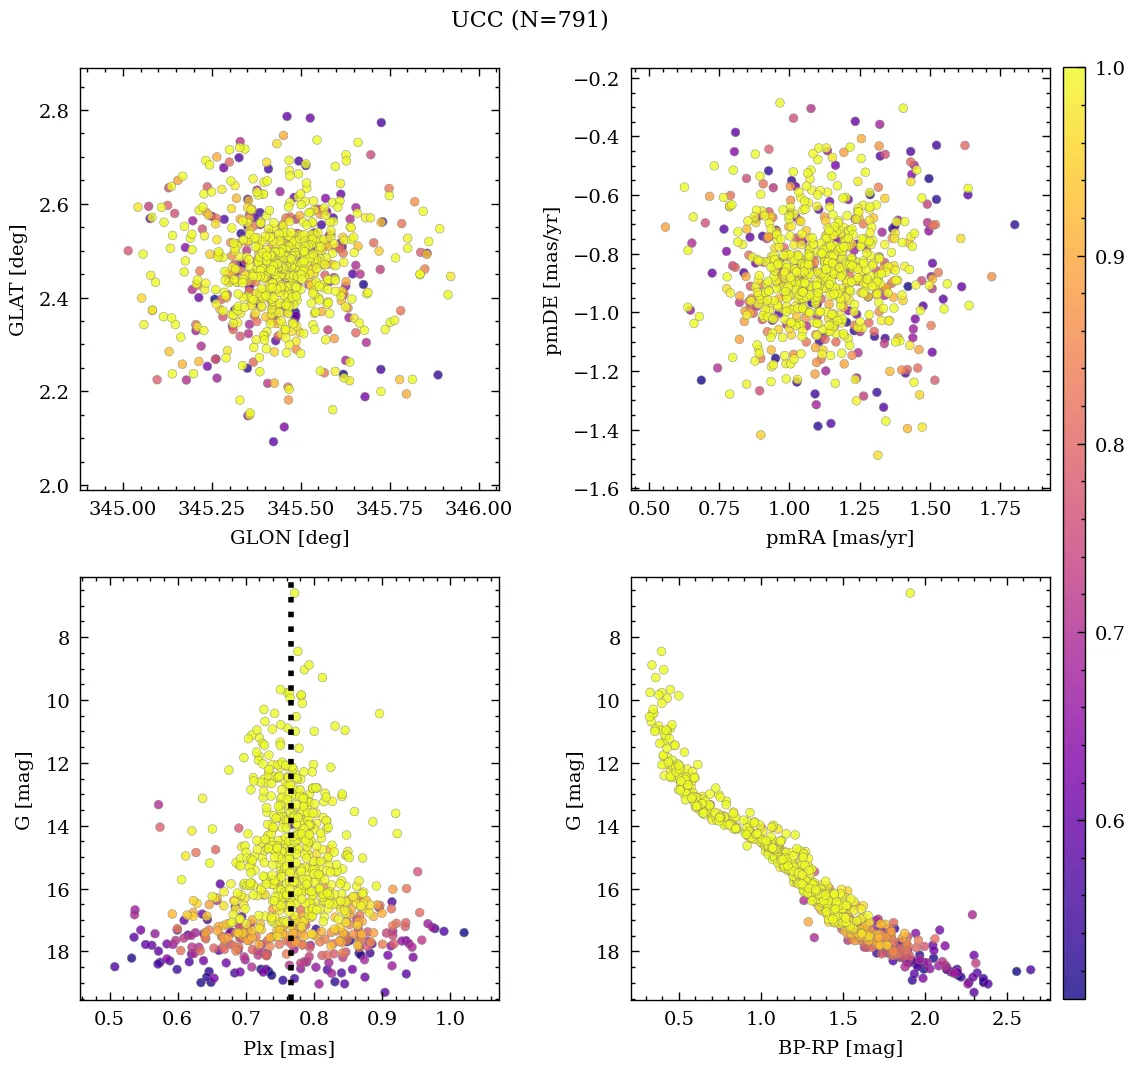 UCC (N=791)
2.8
2.6
2.4
2.2
2.0
GLAT [deg]
345.00 345.25 345.50 345.75 346.00
GLON [deg]
−0.2
−0.4
−0.6
−0.8
−1.0
−1.2
−1.4
−1.6
pmDE [mas/yr]
0.50 0.75 1.00 1.25 1.50 1.75
pmRA [mas/yr]
8
10
12
14
16
18
G [mag]
0.5 0.6 0.7 0.8 0.9 1.0
Plx [mas]
8
10
12
14
16
18
G [mag]
0.5 1.0 1.5 2.0 2.5
BP-RP [mag]
1.0
0.9
0.8
0.7
0.6